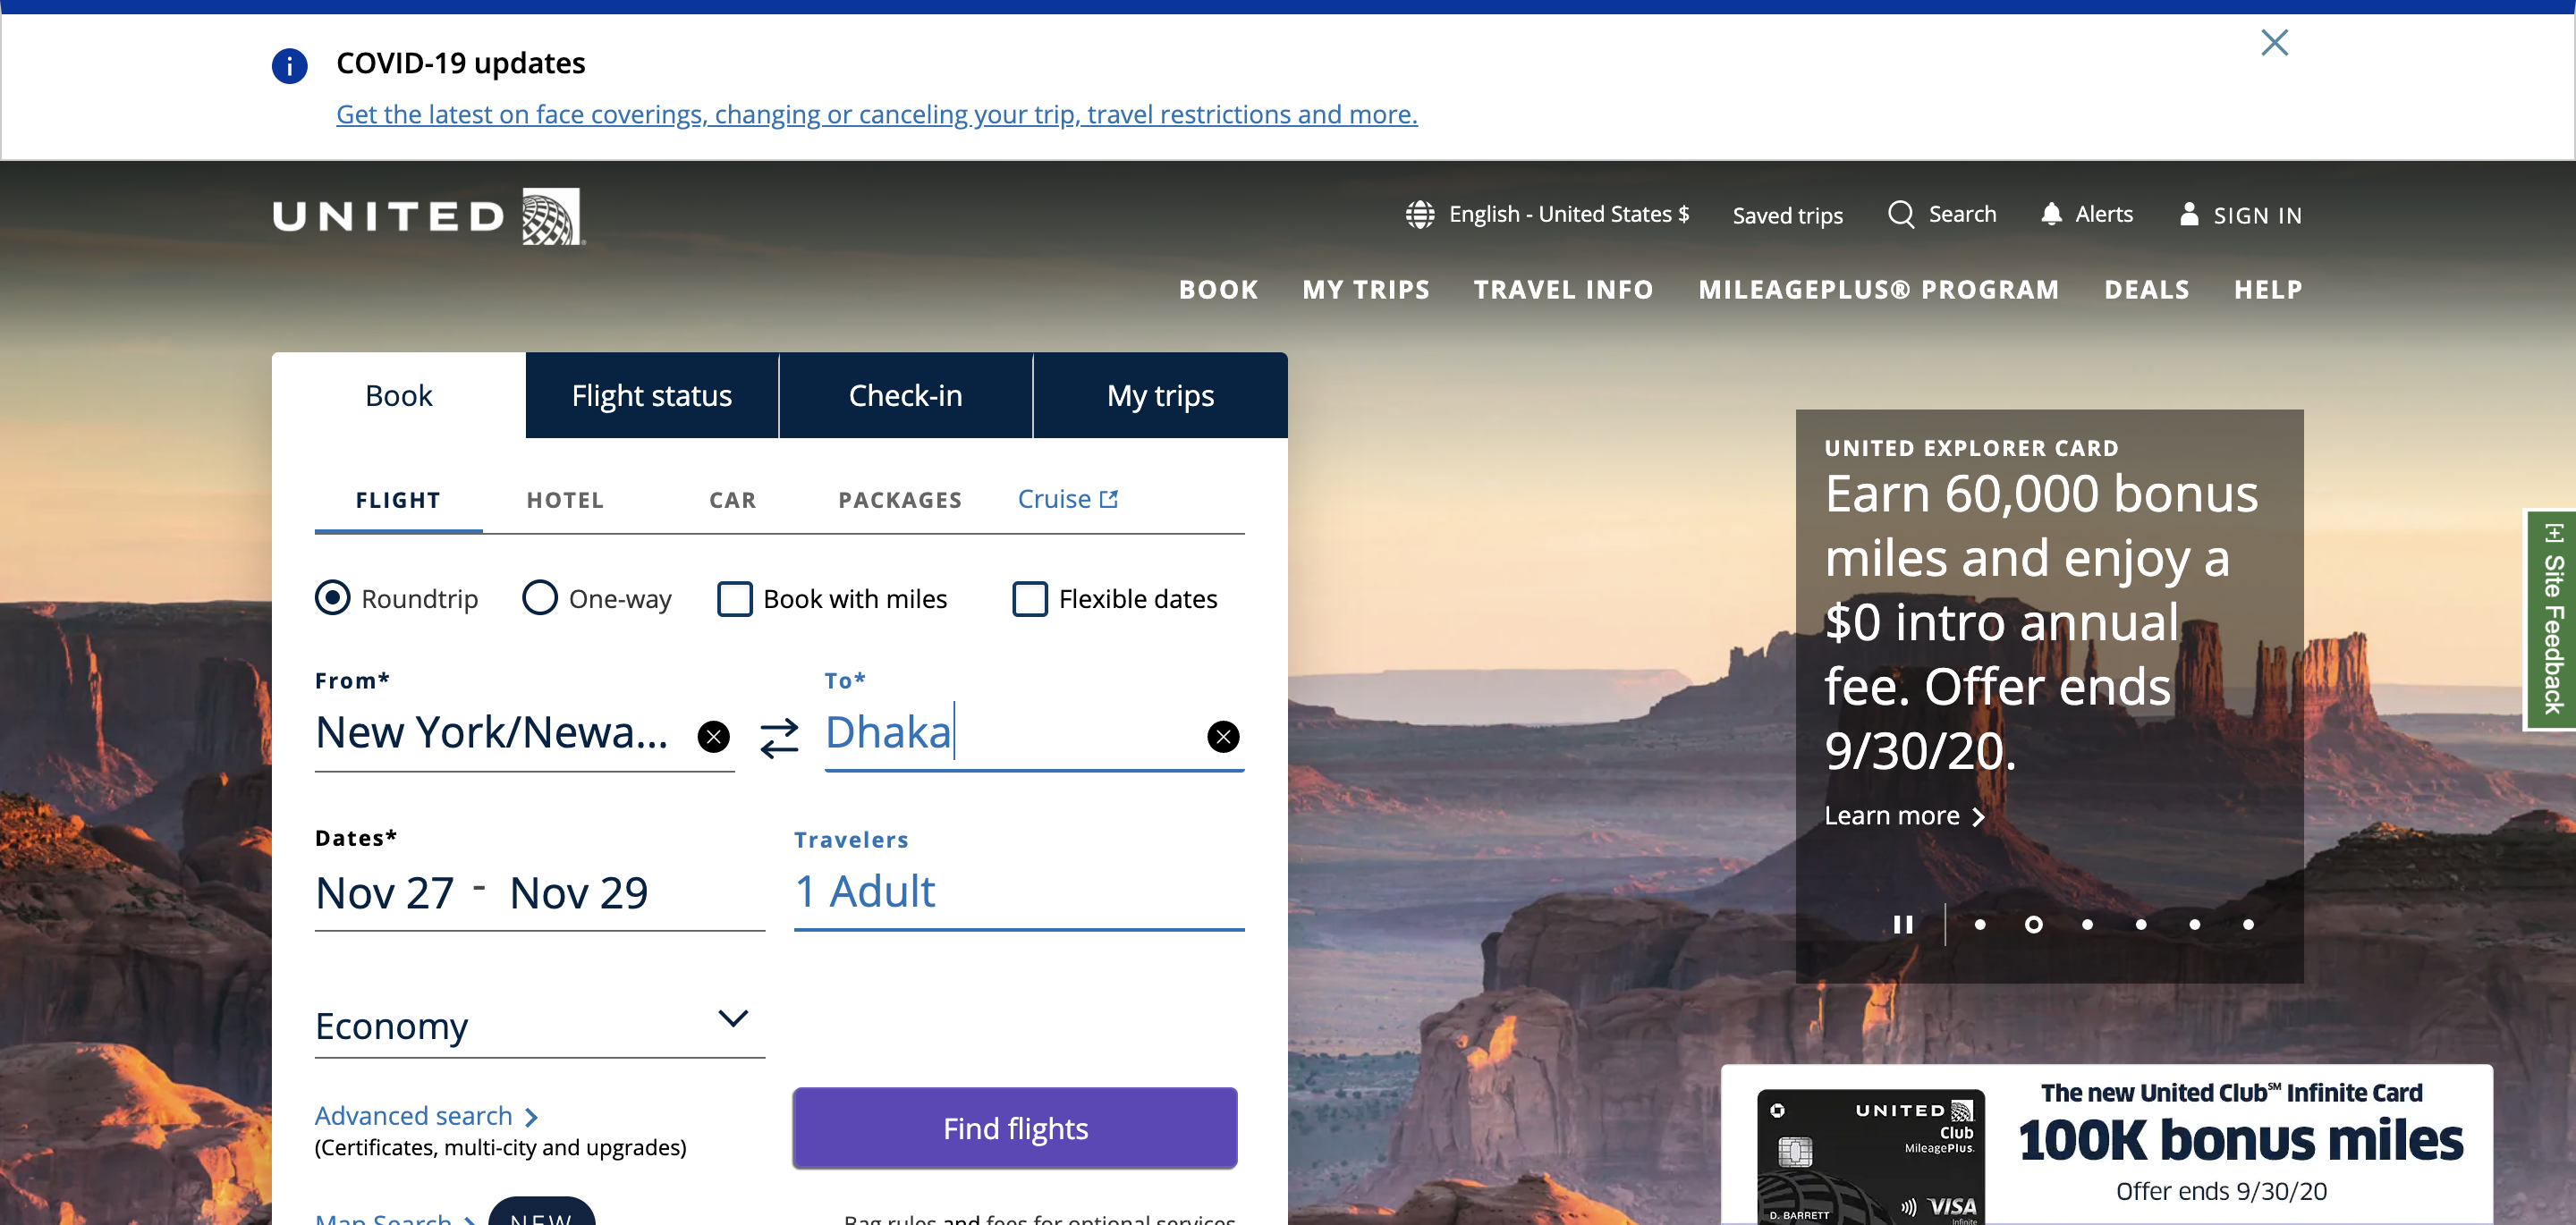 COVID-19 updates
Get the latest on face coverings, changing or canceling your trip, travel restrictions and more.
UNITED
English - United States $
Saved trips
Search
Alerts
SIGN IN
BOOK
MY TRIPS
TRAVEL INFO
MILEAGEPLUS® PROGRAM
DEALS
HELP
Book
Flight status
Check-in
My trips
FLIGHT
HOTEL
CAR
PACKAGES
Cruise
Roundtrip
One-way
Book with miles
Flexible dates
From*
New York/Newa...
To*
Dhaka
Dates*
Nov 27 - Nov 29
Travelers
1 Adult
Economy
Advanced search
(Certificates, multi-city and upgrades)
Find flights
Map Search
NEW
Bag rules and fees for optional services
UNITED EXPLORER CARD
Earn 60,000 bonus
miles and enjoy a
$0 intro annual
fee. Offer ends
9/30/20.
Learn more
[+] Site Feedback
The new United Club℠ Infinite Card
100K bonus miles
Offer ends 9/30/20
UNITED
Club
MileagePlus.
VISA
Infinite
D. BARRETT